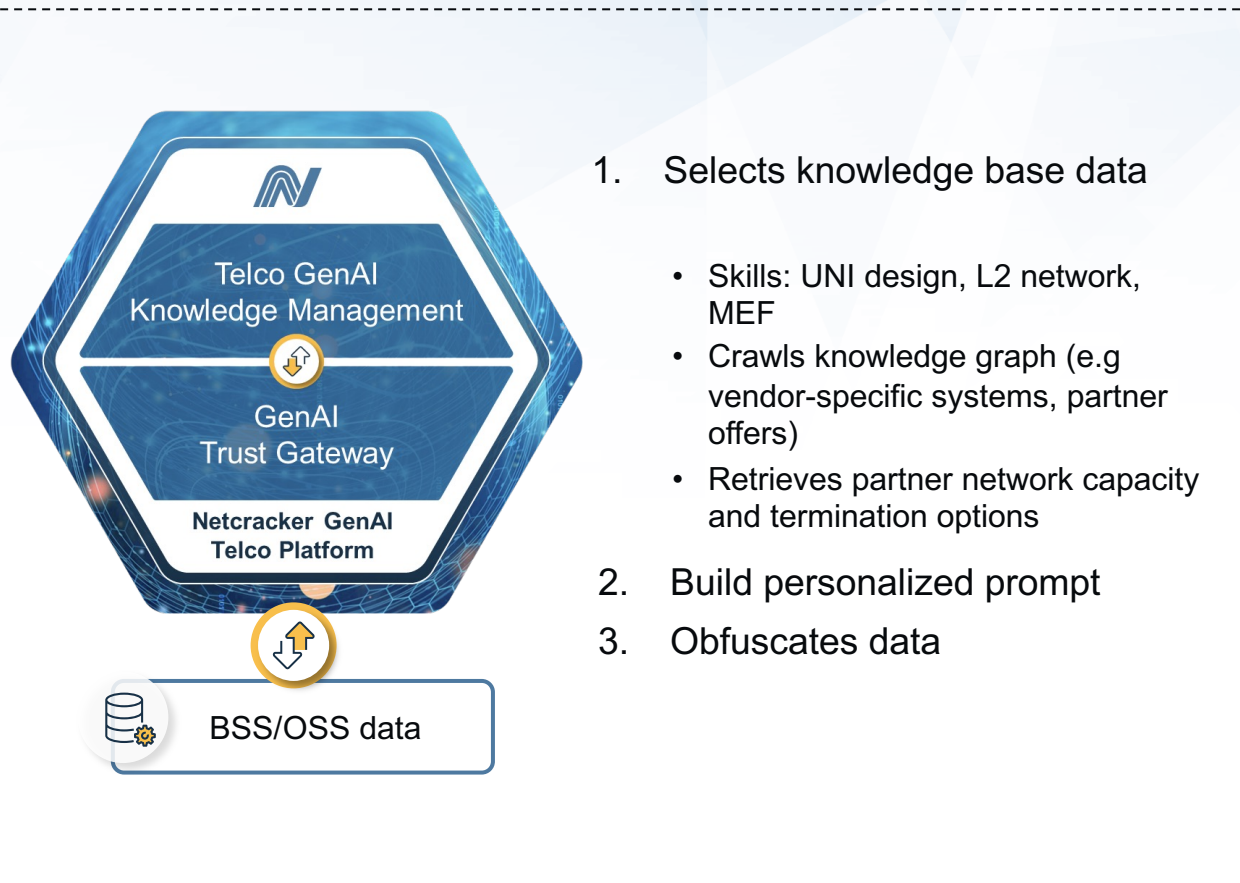 Telco GenAI
Knowledge Management
GenAI
Trust Gateway
Netcracker GenAI
Telco Platform
BSS/OSS data
1. Selects knowledge base data
• Skills: UNI design, L2 network,
MEF
• Crawls knowledge graph (e.g
vendor-specific systems, partner
offers)
• Retrieves partner network capacity
and termination options
2. Build personalized prompt
3. Obfuscates data